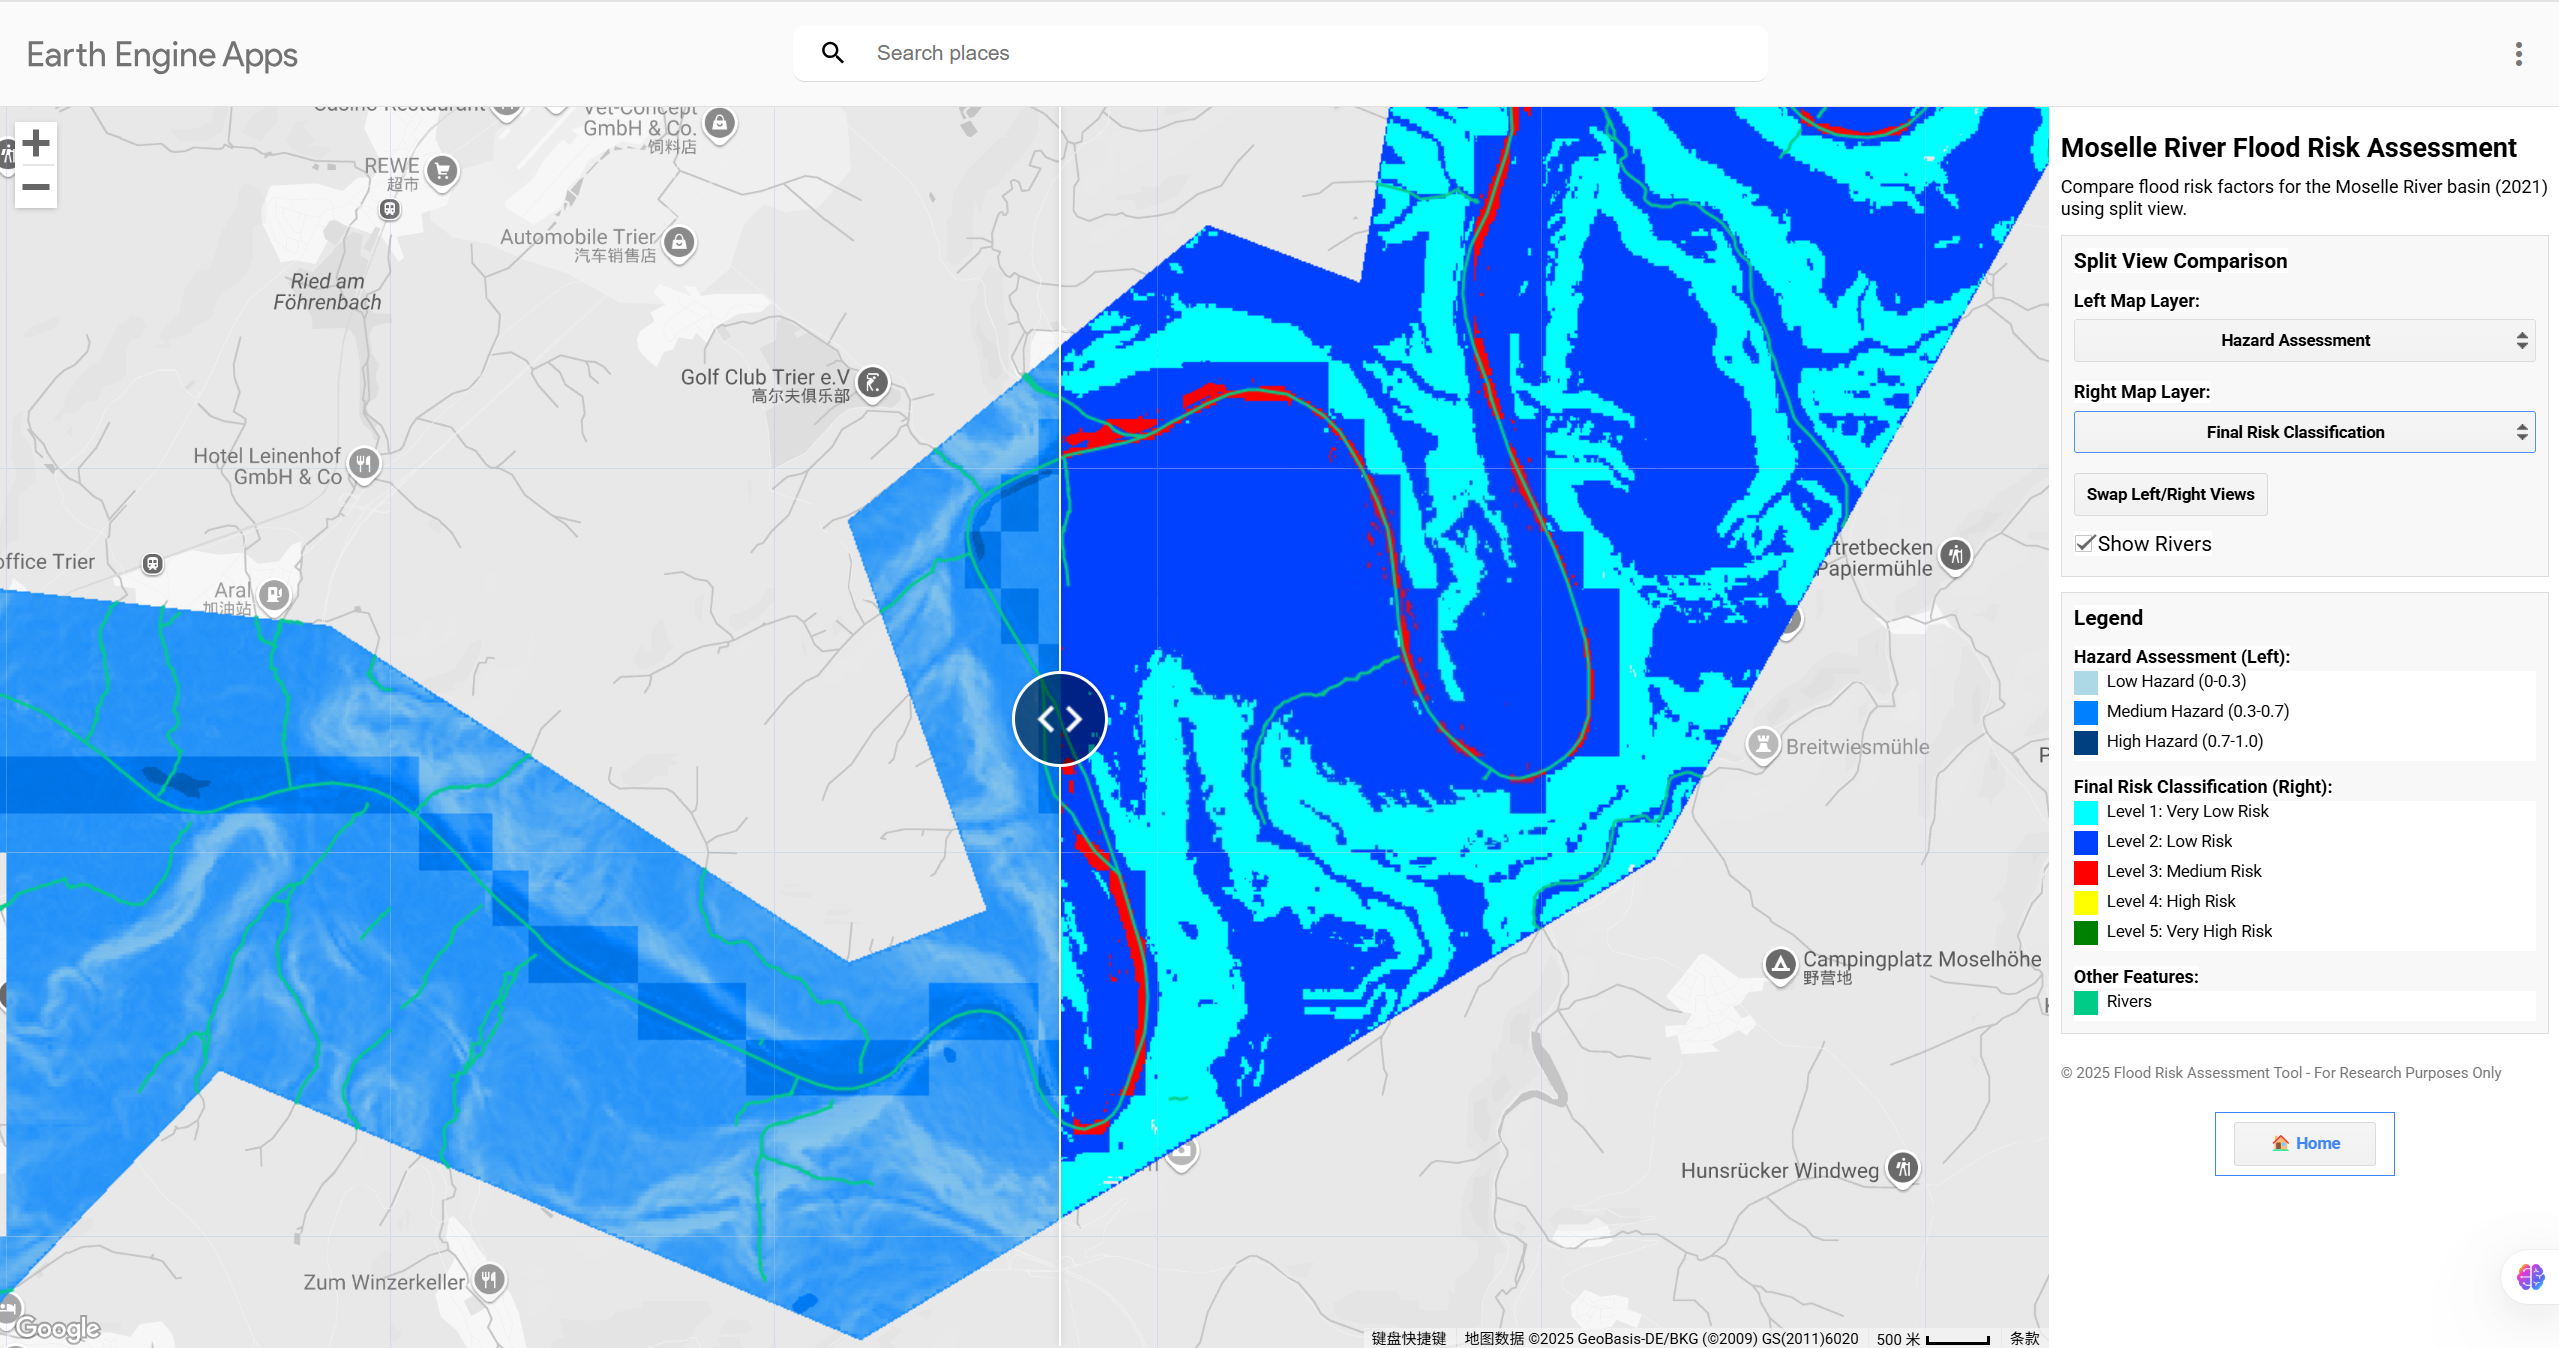 Earth Engine Apps
Search places
Vet-Concept
GmbH & Co.
饲料店
REWE
超市
Automobile Trier
汽车销售店
Ried am
Föhrenbach
Golf Club Trier e.V
高尔夫俱乐部
Hotel Leinenhof
GmbH & Co
office Trier
Aral
加油站
Zum Winzerkeller
Google
tretbecken
Papiermühle
Breitwiesmühle
Campingplatz Moselhöhe
野营地
Hunsrücker Windweg
键盘快捷键
地图数据 ©2025 GeoBasis-DE/BKG (©2009) GS(2011)6020
500 米
条款
Moselle River Flood Risk Assessment
Compare flood risk factors for the Moselle River basin (2021)
using split view.
Split View Comparison
Left Map Layer:
Hazard Assessment
Right Map Layer:
Final Risk Classification
Swap Left/Right Views
Show Rivers
Legend
Hazard Assessment (Left):
Low Hazard (0-0.3)
Medium Hazard (0.3-0.7)
High Hazard (0.7-1.0)
Final Risk Classification (Right):
Level 1: Very Low Risk
Level 2: Low Risk
Level 3: Medium Risk
Level 4: High Risk
Level 5: Very High Risk
Other Features:
Rivers
© 2025 Flood Risk Assessment Tool - For Research Purposes Only
Home